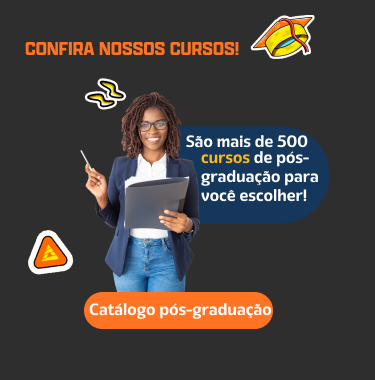 CONFIRA NOSSOS CURSOS!
São mais de 500
cursos de pós-
graduação para
você escolher!
Catálogo pós-graduação